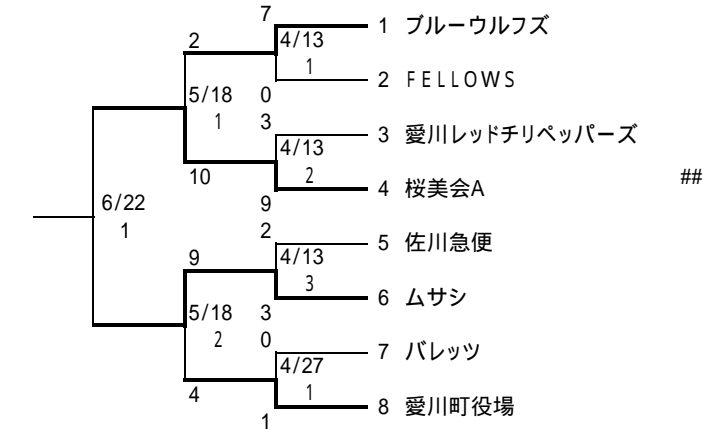 7
1 ブルーウルフズ
2 4/13
1
2 FELLOWS
5/18 0
1 3
3 愛川レッドチリペッパーズ
4/13
10 2
4 桜美会A ##
6/22 9
1 2
5 佐川急便
9 4/13
3
6 ムサシ
5/18 3
2 0
7 バレッツ
4/27
4 1
8 愛川町役場
1